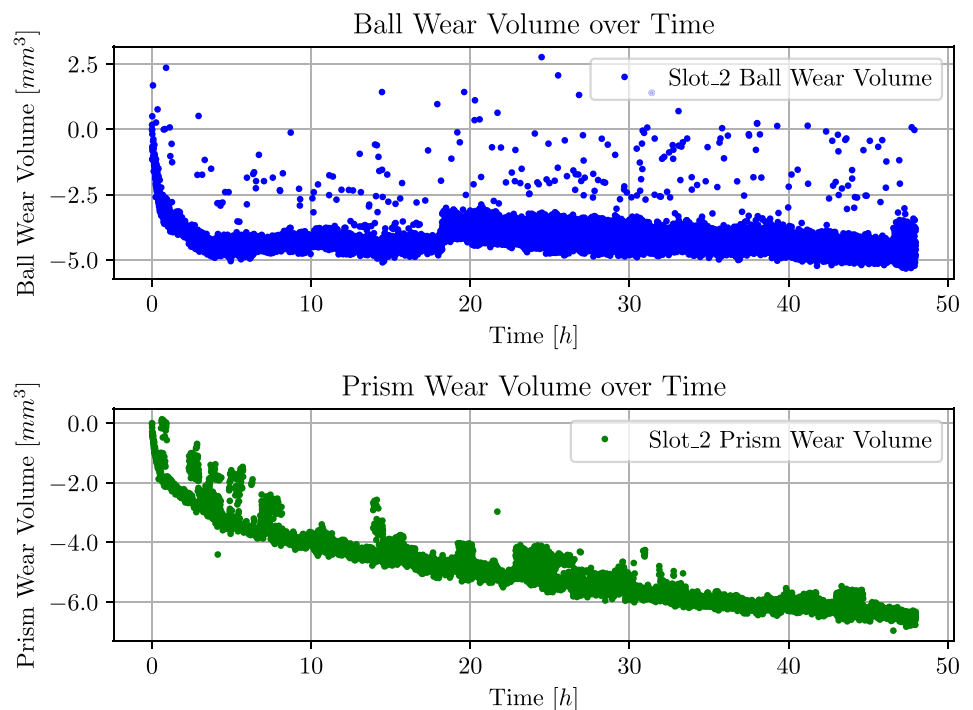 Ball Wear Volume over Time
Ball Wear Volume [mm³]
2.5
0.0
−2.5
−5.0
Slot_2 Ball Wear Volume
0 10 20 30 40 50
Time [h]
Prism Wear Volume over Time
Prism Wear Volume [mm³]
0.0
−2.0
−4.0
−6.0
Slot_2 Prism Wear Volume
0 10 20 30 40 50
Time [h]